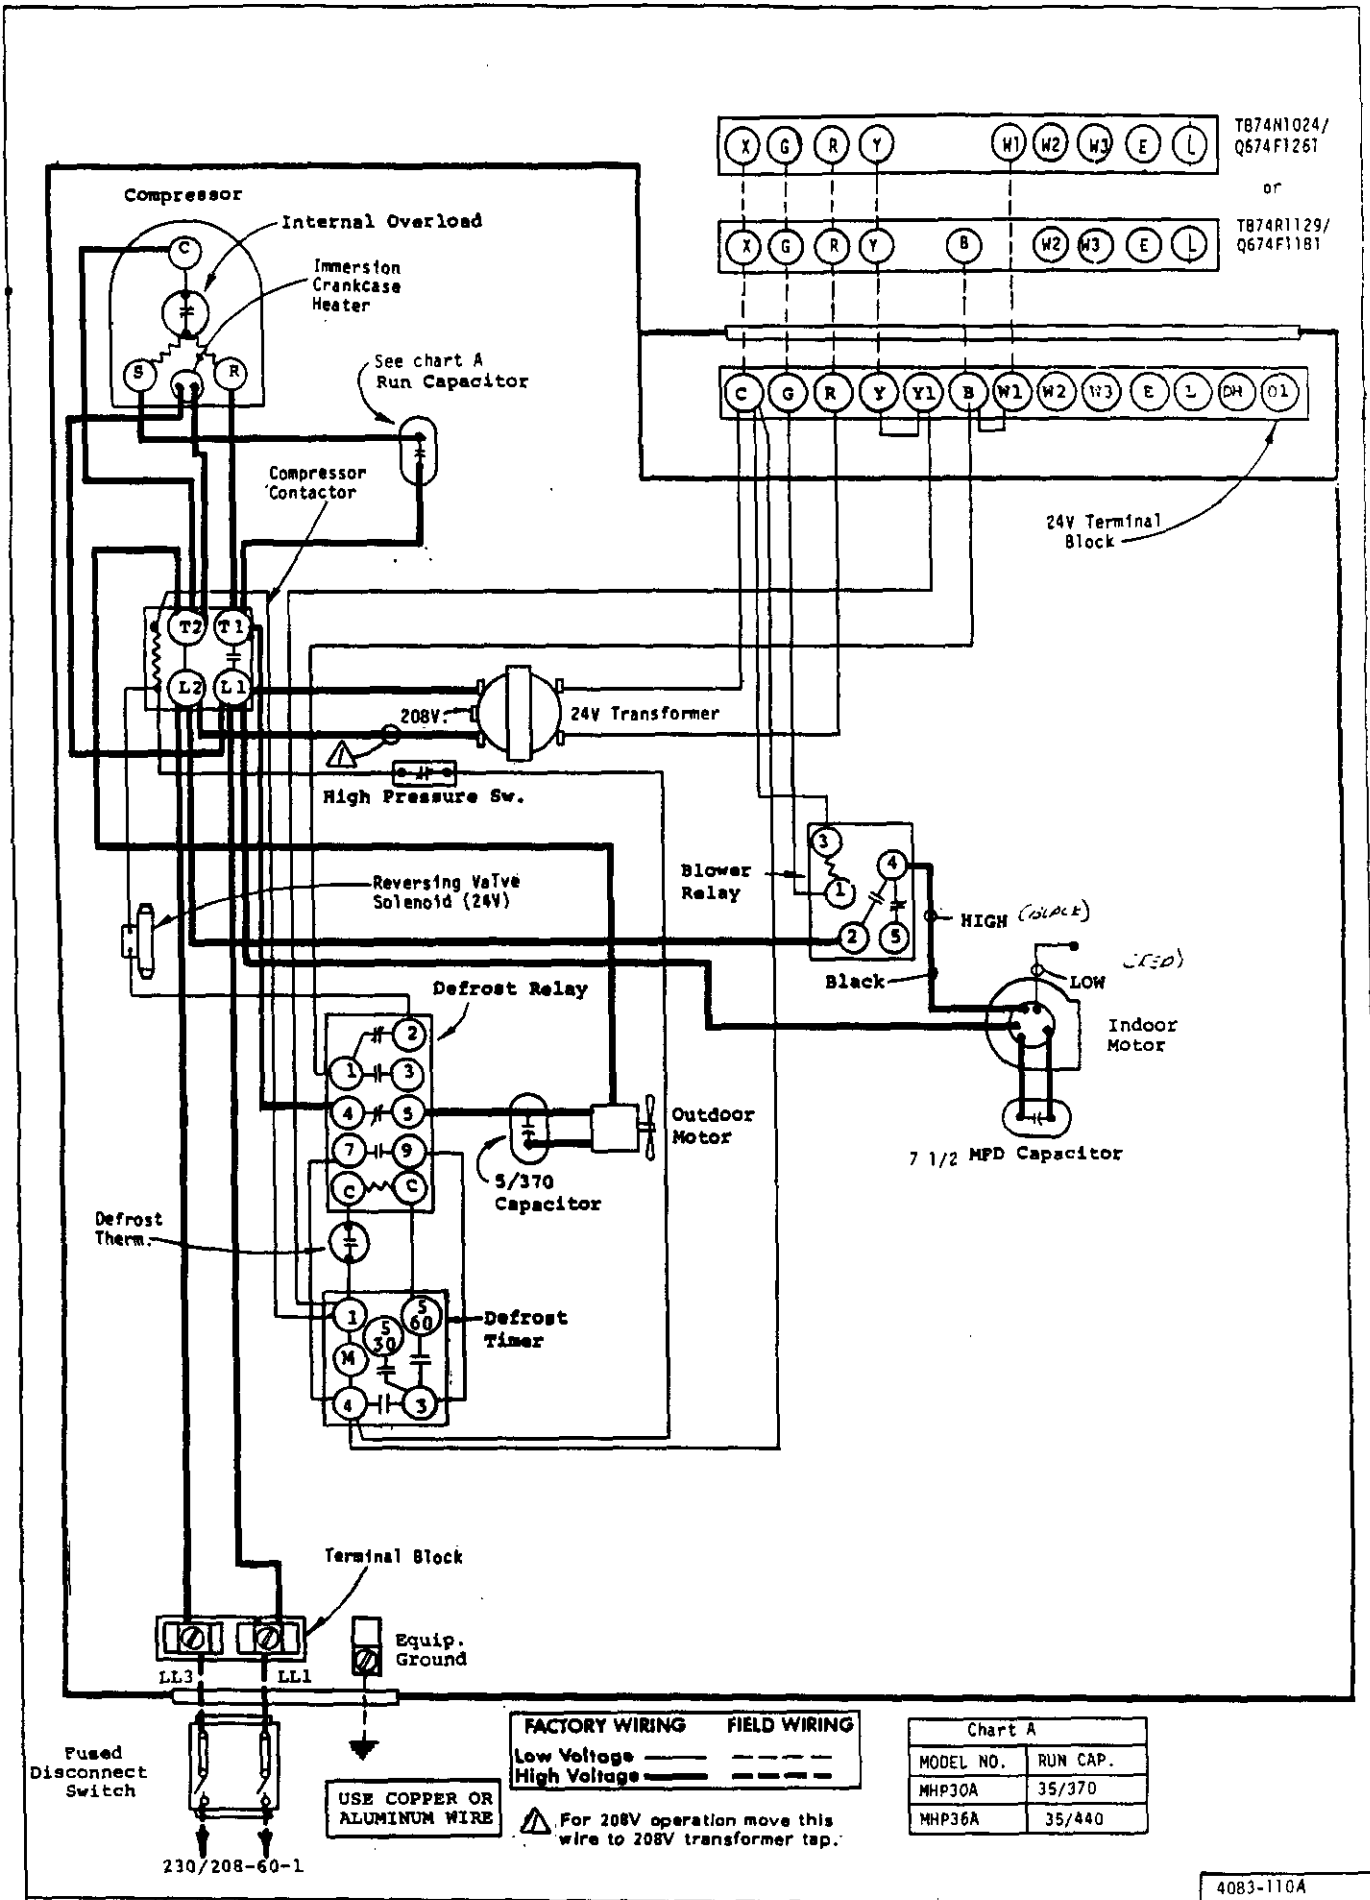 X G R Y W1 W2 W3 E L
T874N1024/
Q674F1261
or
X G R Y B W2 W3 E L
T874R1129/
Q674F1181
C G R Y Y1 B W1 W2 W3 E L DH O1
24V Terminal
Block
Compressor
Internal Overload
Immersion
Crankcase
Heater
C
S R
See chart A
Run Capacitor
Compressor
Contactor
T2 T1
L2 L1
208V.
24V Transformer
High Pressure Sw.
Reversing Valve
Solenoid (24V)
Blower
Relay
3
4
1
2 5
HIGH (BLACK)
(RED)
LOW
Black
Indoor
Motor
7 1/2 MFD Capacitor
Defrost Relay
2
1 3
4 5
7 9
C C
Outdoor
Motor
5/370
Capacitor
Defrost
Therm.
1
5
60
5
30
M
4 3
Defrost
Timer
Terminal Block
LL3 LL1
Equip.
Ground
Fused
Disconnect
Switch
230/208-60-1
USE COPPER OR
ALUMINUM WIRE
FACTORY WIRING FIELD WIRING
Low Voltage
High Voltage
1 For 208V operation move this
wire to 208V transformer tap.
Chart A
MODEL NO. RUN CAP.
MHP30A 35/370
MHP36A 35/440
4083-110A